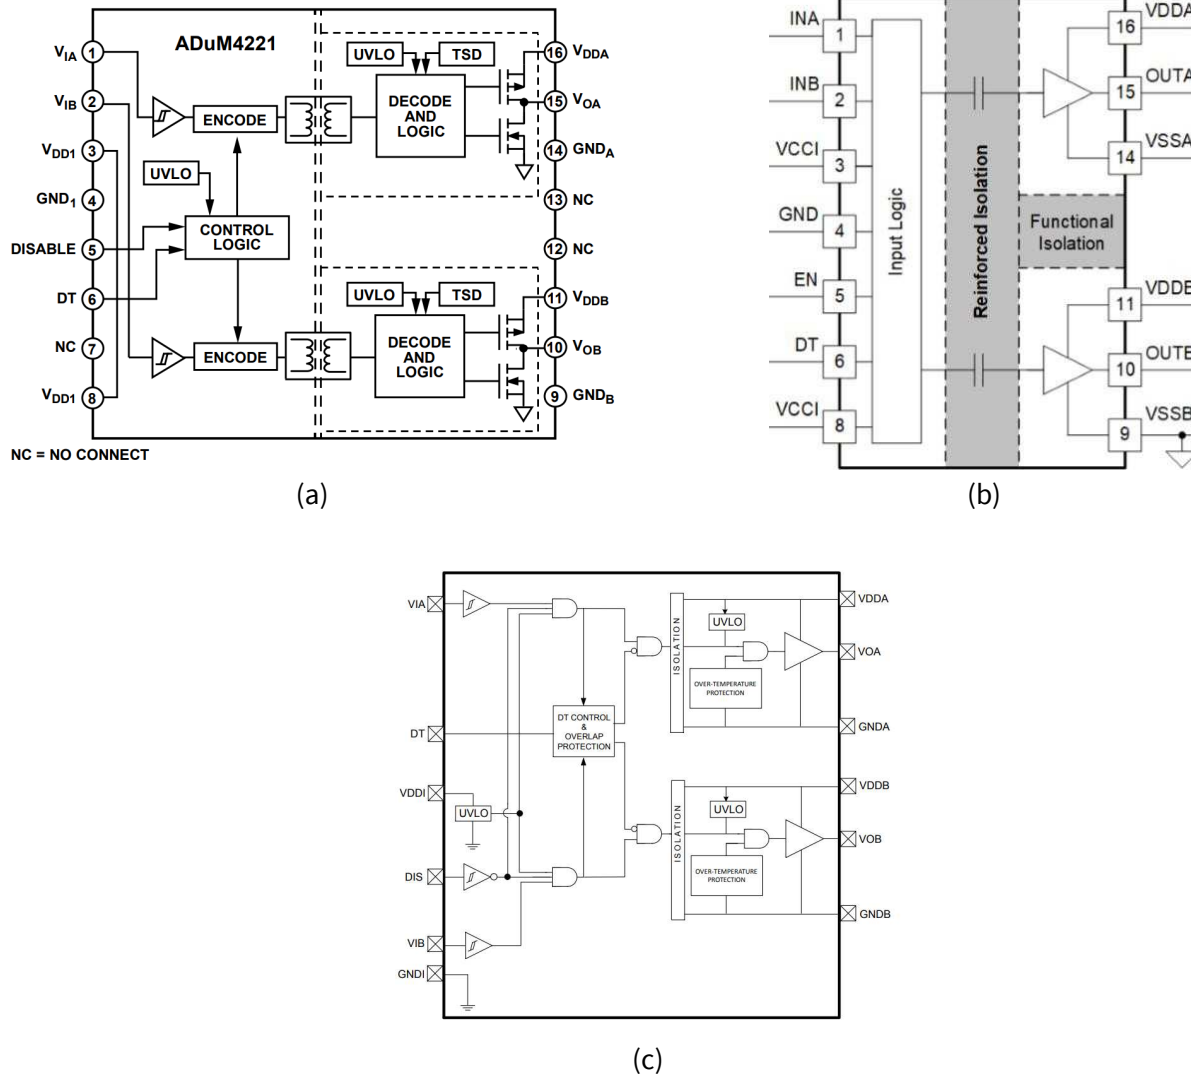 ADuM4221
V_IA 1
V_IB 2
V_DD1 3
GND_1 4
DISABLE 5
DT 6
NC 7
V_DD1 8
ENCODE
UVLO
CONTROL
LOGIC
ENCODE
UVLO TSD
DECODE
AND
LOGIC
UVLO TSD
DECODE
AND
LOGIC
16 V_DDA
15 V_OA
14 GND_A
13 NC
12 NC
11 V_DDB
10 V_OB
9 GND_B
NC = NO CONNECT
(a)
INA 1
INB 2
VCCI 3
GND 4
EN 5
DT 6
VCCI 8
Input Logic
Reinforced Isolation
Functional
Isolation
16 VDDA
15 OUTA
14 VSSA
11 VDDB
10 OUTB
9 VSSB
(b)
VIA
DT
VDDI
DIS
VIB
GNDI
UVLO
DT CONTROL
&
OVERLAP
PROTECTION
ISOLATION
UVLO
OVER-TEMPERATURE
PROTECTION
ISOLATION
UVLO
OVER-TEMPERATURE
PROTECTION
VDDA
VOA
GNDA
VDDB
VOB
GNDB
(c)